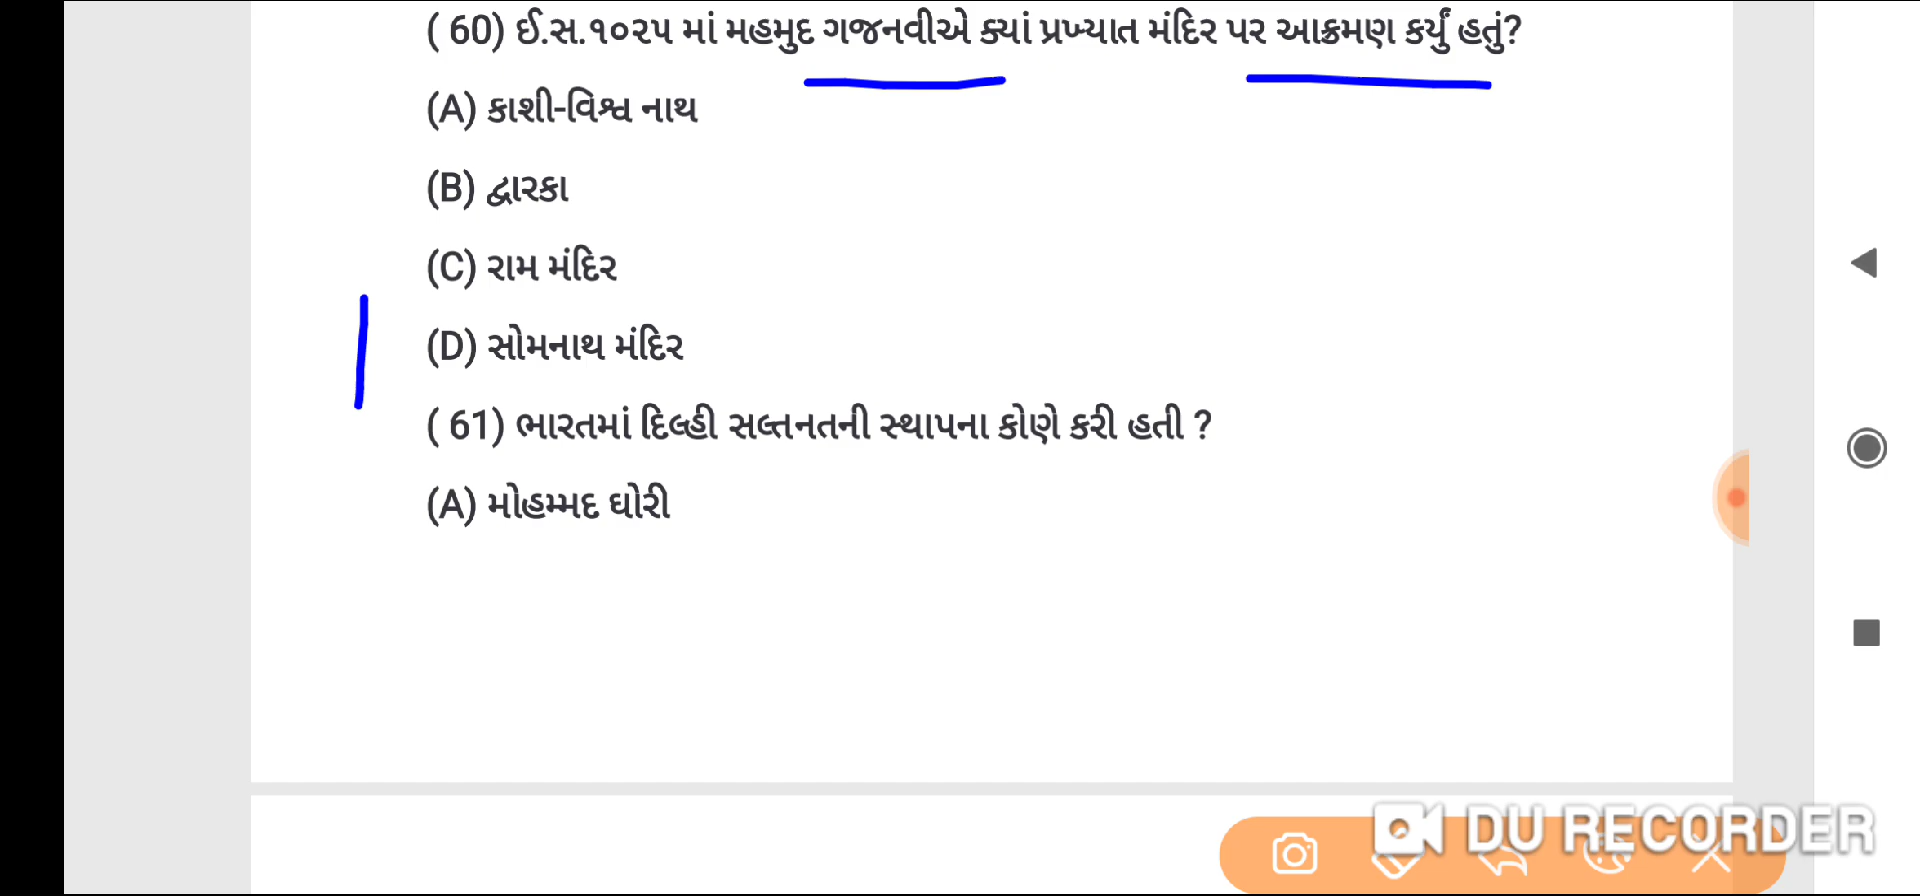 ( 60) ઈ.સ.૧૦૨૫ માં મહમુદ ગજનવીએ ક્યાં પ્રખ્યાત મંદિર પર આક્રમણ કર્યું હતું?
(A) કાશી-વિશ્વ નાથ
(B) દ્વારકા
(C) રામ મંદિર
(D) સોમનાથ મંદિર
( 61) ભારતમાં દિલ્હી સલ્તનતની સ્થાપના કોણે કરી હતી ?
(A) મોહમ્મદ ઘોરી
DU RECORDER